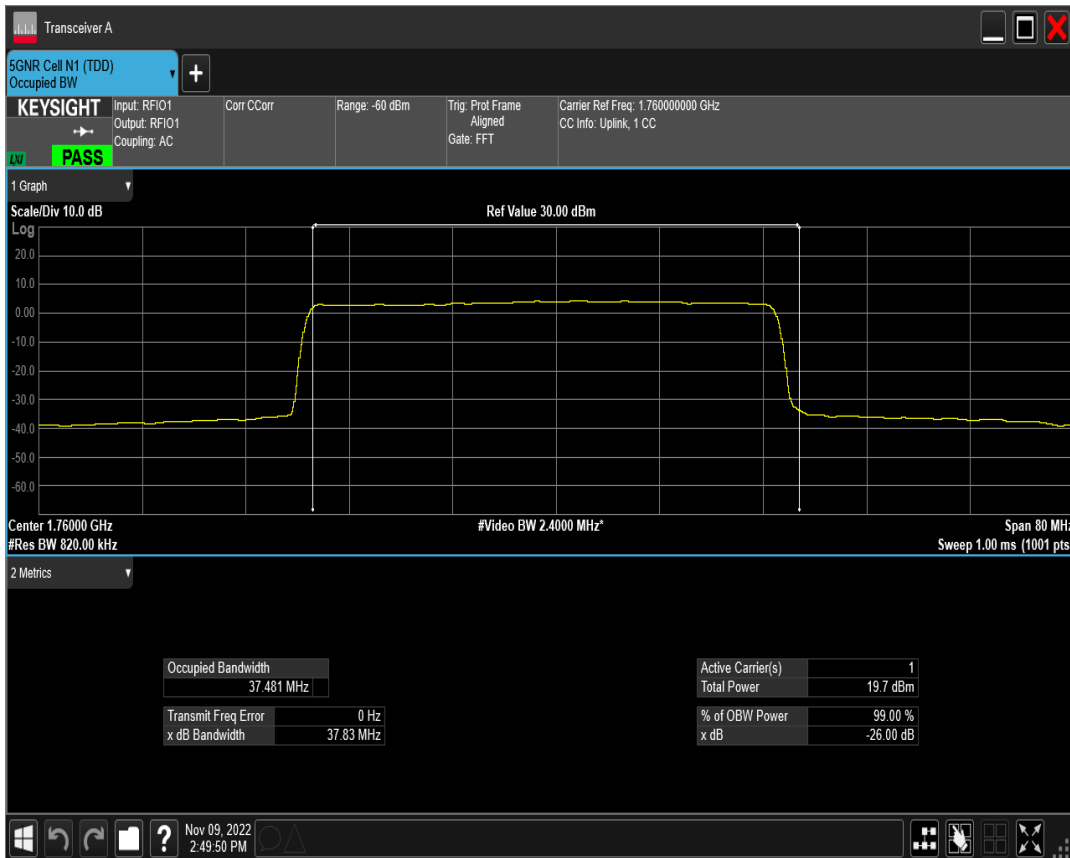 Transceiver A
5GNR Cell N1 (TDD)
Occupied BW
+
KEYSIGHT
LXI
PASS
Input: RFIO1
Output: RFIO1
Coupling: AC
Corr CCorr
Range: -60 dBm
Trig: Prot Frame
Aligned
Gate: FFT
Carrier Ref Freq: 1.760000000 GHz
CC Info: Uplink, 1 CC
1 Graph
Scale/Div 10.0 dB
Ref Value 30.00 dBm
Log
20.0
10.0
0.00
-10.0
-20.0
-30.0
-40.0
-50.0
-60.0
Center 1.76000 GHz
#Video BW 2.4000 MHz*
Span 80 MHz
#Res BW 820.00 kHz
Sweep 1.00 ms (1001 pts
2 Metrics
Occupied Bandwidth
37.481 MHz
Transmit Freq Error 0 Hz
x dB Bandwidth 37.83 MHz
Active Carrier(s) 1
Total Power 19.7 dBm
% of OBW Power 99.00 %
x dB -26.00 dB
?
Nov 09, 2022
2:49:50 PM